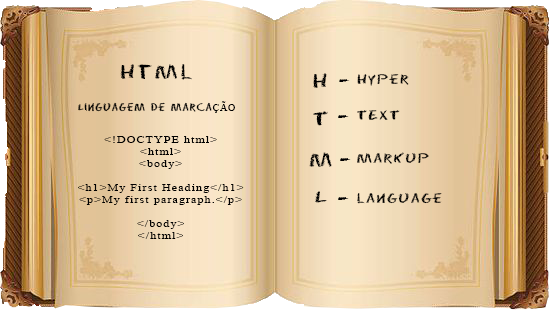 HTML
LINGUAGEM DE MARCAÇÃO
<!DOCTYPE html>
<html>
<body>
<h1>My First Heading</h1>
<p>My first paragraph.</p>
</body>
</html>
H - HYPER
T - TEXT
M - MARKUP
L - LANGUAGE